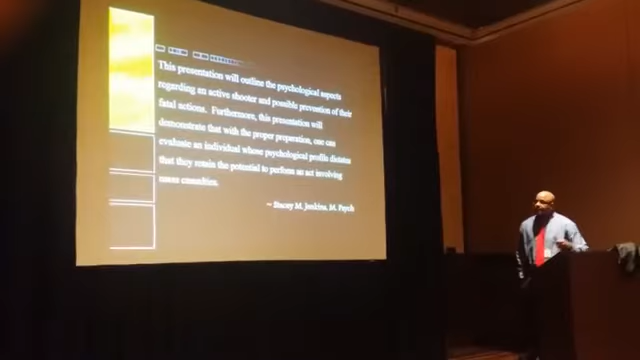 This presentation will outline the psychological aspects
regarding an active shooter and possible prevention of their
fatal actions. Furthermore, this presentation will
demonstrate that with the proper preparation, one can
evaluate an individual whose psychological profile dictates
that they retain the potential to perform an act involving
mass casualties.
~ Stacey M. Jenkins, M. Psych